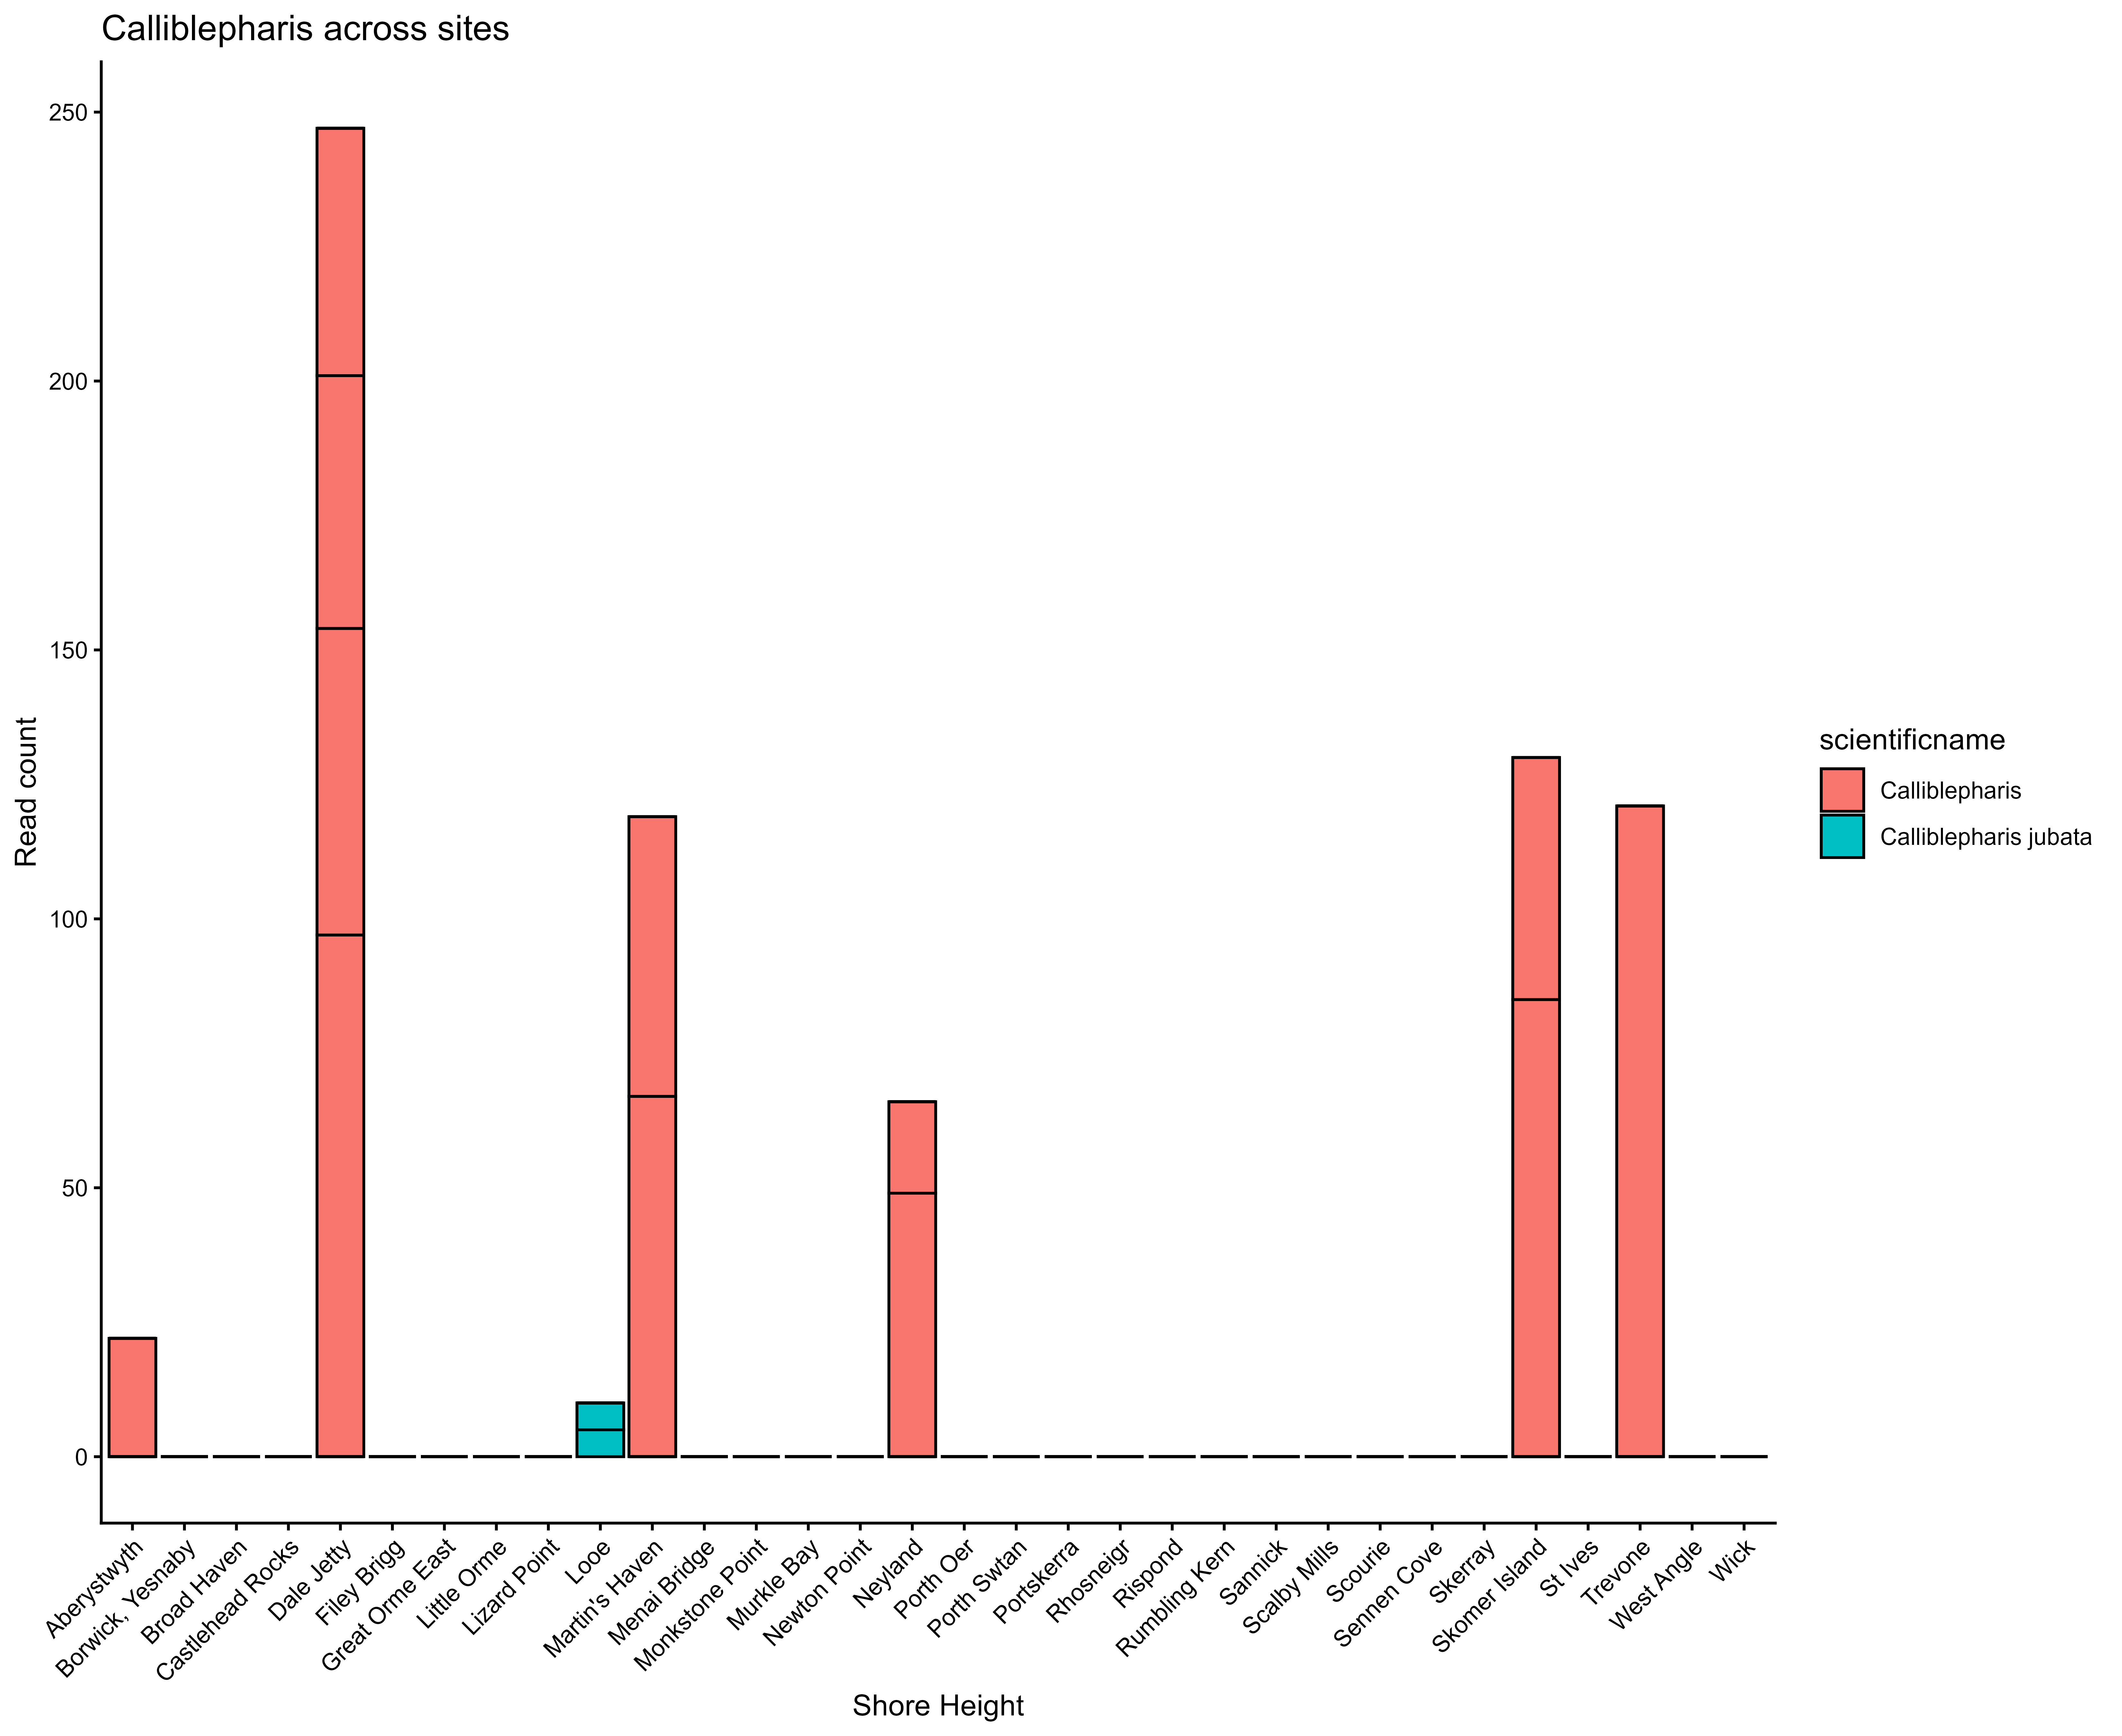 Calliblepharis across sites
250
200
150
100
50
0
Read count
Aberystwyth
Borwick, Yesnaby
Broad Haven
Castlehead Rocks
Dale Jetty
Filey Brigg
Great Orme East
Little Orme
Lizard Point
Looe
Martin's Haven
Menai Bridge
Monkstone Point
Murkle Bay
Newton Point
Neyland
Porth Oer
Porth Swtan
Portskerra
Rhosneigr
Rispond
Rumbling Kern
Sannick
Scalby Mills
Scourie
Sennen Cove
Skerray
Skomer Island
St Ives
Trevone
West Angle
Wick
Shore Height
scientificname
Calliblepharis
Calliblepharis jubata